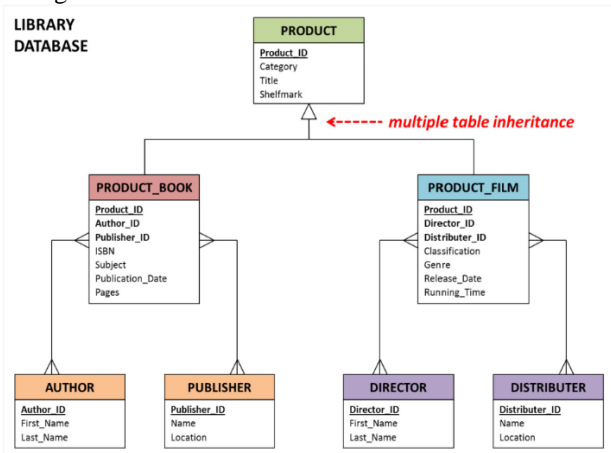 LIBRARY
DATABASE
PRODUCT
Product_ID
Category
Title
Shelfmark
multiple table inheritance
PRODUCT_BOOK
Product_ID
Author_ID
Publisher_ID
ISBN
Subject
Publication_Date
Pages
PRODUCT_FILM
Product_ID
Director_ID
Distributer_ID
Classification
Genre
Release_Date
Running_Time
AUTHOR
Author_ID
First_Name
Last_Name
PUBLISHER
Publisher_ID
Name
Location
DIRECTOR
Director_ID
First_Name
Last_Name
DISTRIBUTER
Distributer_ID
Name
Location